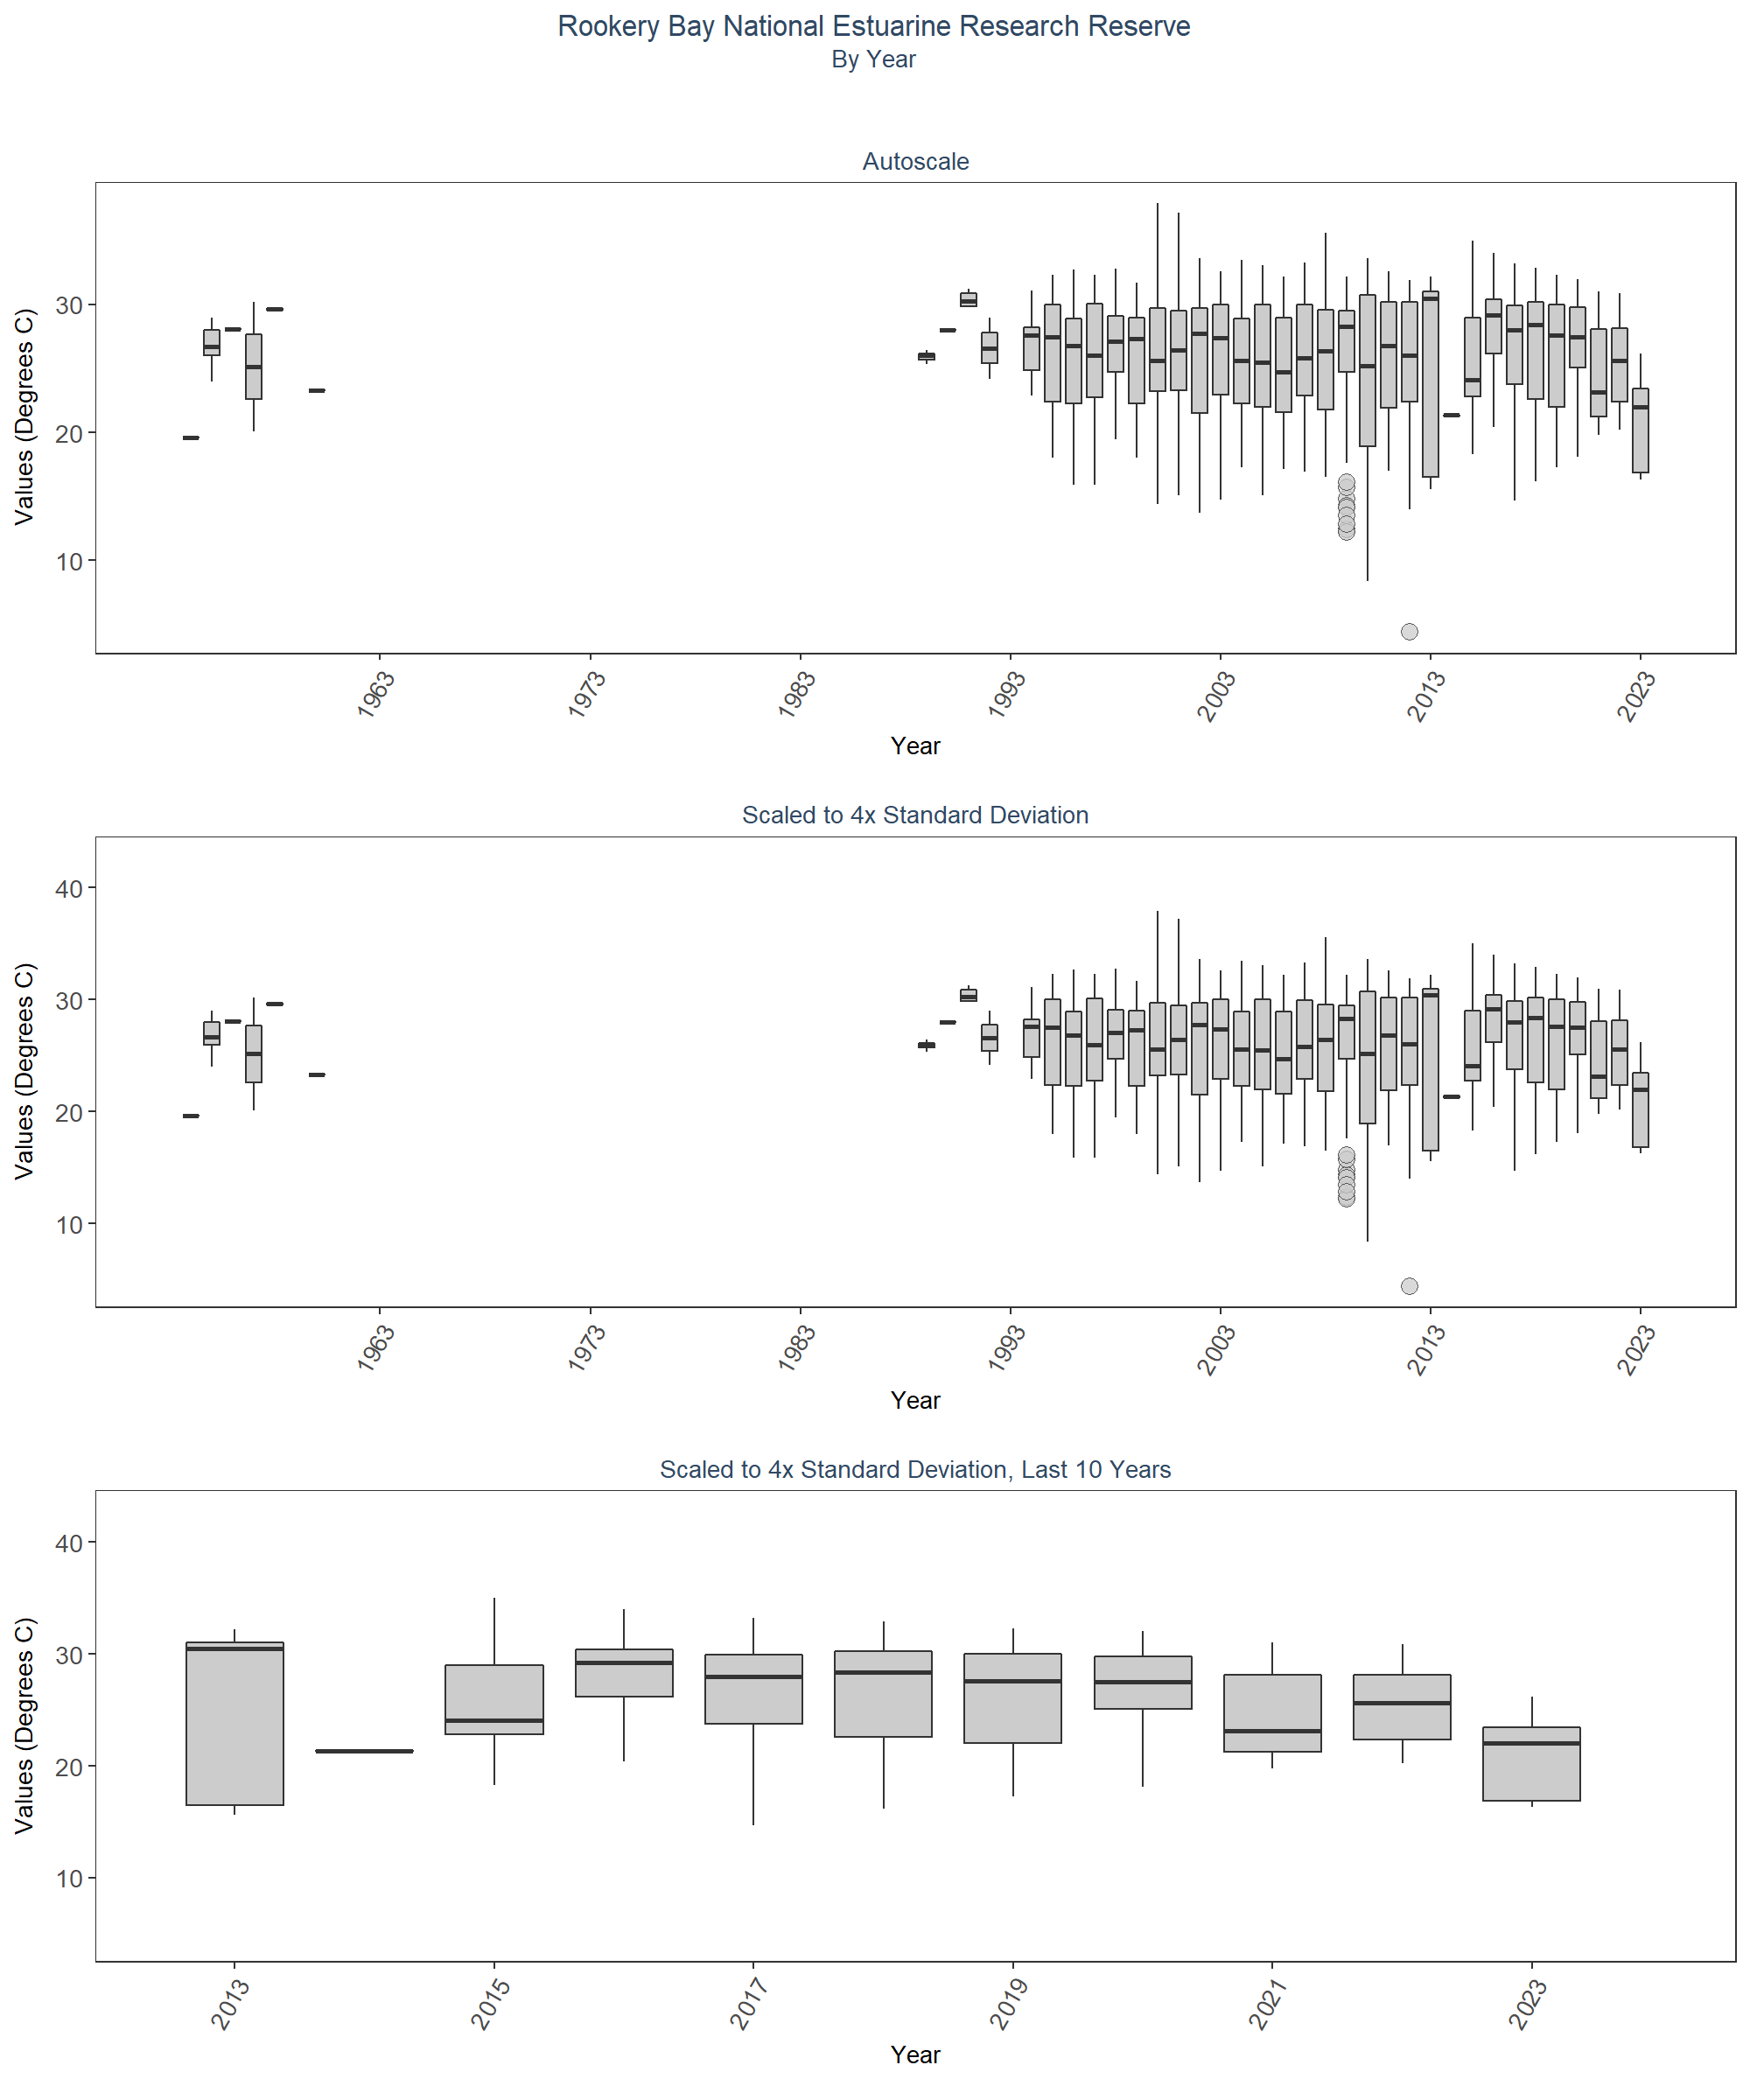 Rookery Bay National Estuarine Research Reserve
By Year
Autoscale
Values (Degrees C)
30
20
10
1963 1973 1983 1993 2003 2013 2023
Year
Scaled to 4x Standard Deviation
Values (Degrees C)
40
30
20
10
1963 1973 1983 1993 2003 2013 2023
Year
Scaled to 4x Standard Deviation, Last 10 Years
Values (Degrees C)
40
30
20
10
2013 2015 2017 2019 2021 2023
Year